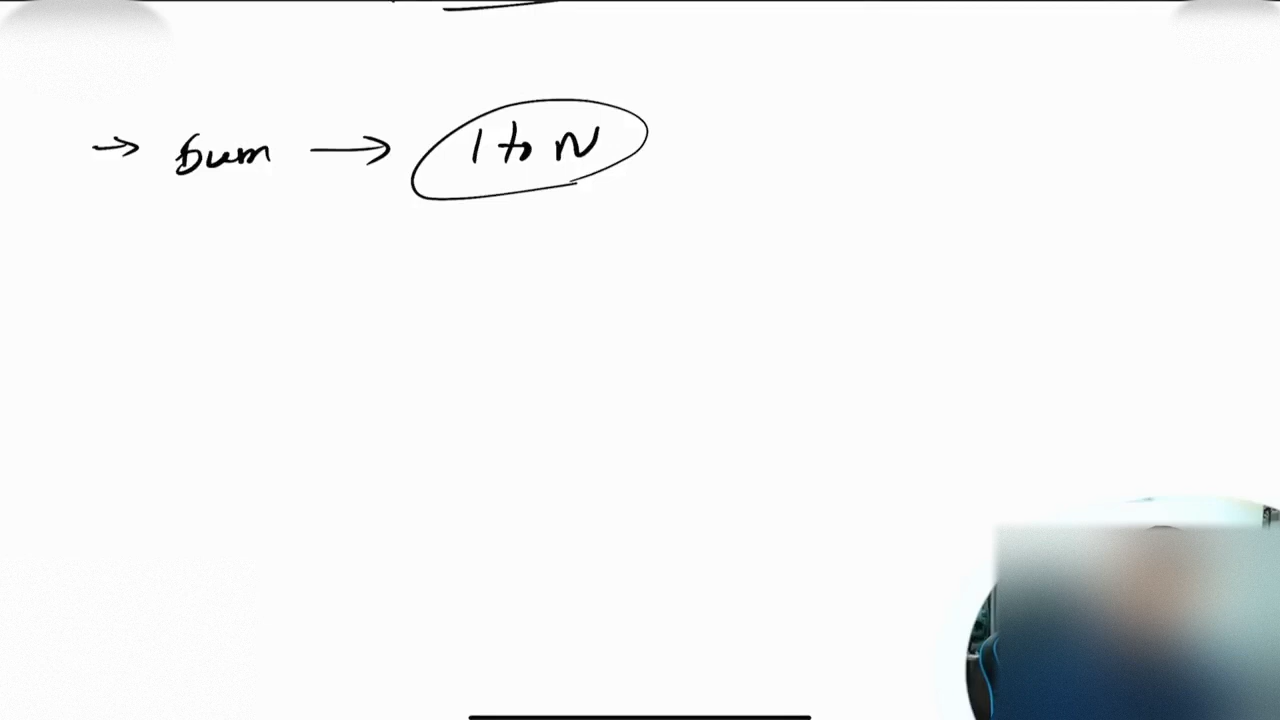 → sum → 1 to N